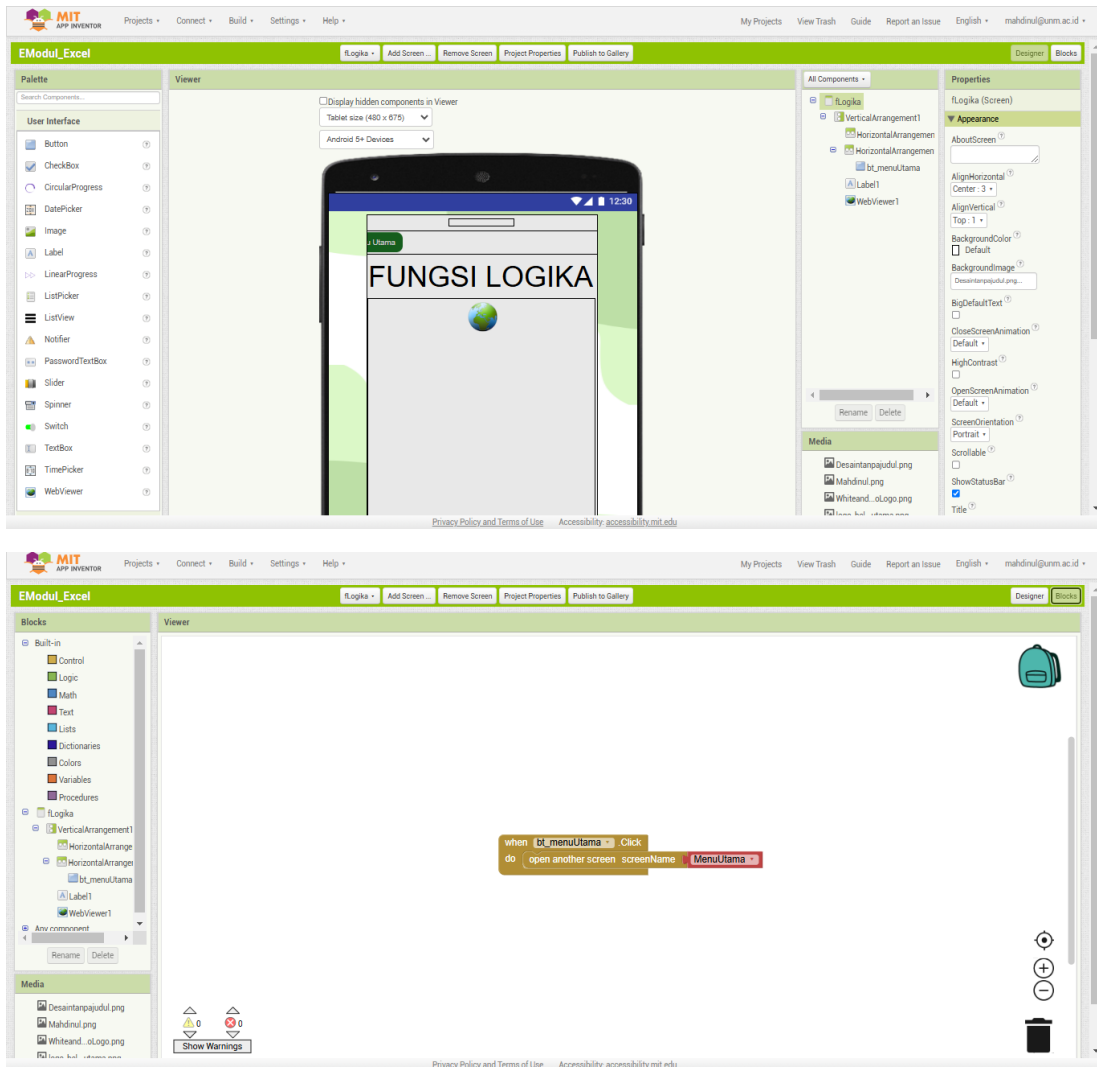 MIT
APP INVENTOR
Projects Connect Build Settings Help My Projects View Trash Guide Report an Issue English mahdinul@unm.ac.id
EModul_Excel fLogika Add Screen ... Remove Screen Project Properties Publish to Gallery Designer Blocks
Palette
Search Components...
User Interface
Button
CheckBox
CircularProgress
DatePicker
Image
Label
LinearProgress
ListPicker
ListView
Notifier
PasswordTextBox
Slider
Spinner
Switch
TextBox
TimePicker
WebViewer
Viewer
Display hidden components in Viewer
Tablet size (480 x 675)
Android 5+ Devices
12:30
u Utama
FUNGSI LOGIKA
All Components
fLogika
VerticalArrangement1
HorizontalArrangemen
HorizontalArrangemen
bt_menuUtama
Label1
WebViewer1
Rename Delete
Media
Desaintanpajudul.png
Mahdinul.png
Whiteand...oLogo.png
Properties
fLogika (Screen)
Appearance
AboutScreen
AlignHorizontal
Center : 3
AlignVertical
Top : 1
BackgroundColor
Default
BackgroundImage
Desaintanpajudul.png...
BigDefaultText
CloseScreenAnimation
Default
HighContrast
OpenScreenAnimation
Default
ScreenOrientation
Portrait
Scrollable
ShowStatusBar
Title
Privacy Policy and Terms of Use Accessibility: accessibility.mit.edu
MIT
APP INVENTOR
Projects Connect Build Settings Help My Projects View Trash Guide Report an Issue English mahdinul@unm.ac.id
EModul_Excel fLogika Add Screen ... Remove Screen Project Properties Publish to Gallery Designer Blocks
Blocks
Built-in
Control
Logic
Math
Text
Lists
Dictionaries
Colors
Variables
Procedures
fLogika
VerticalArrangement1
HorizontalArrange
HorizontalArranger
bt_menuUtama
Label1
WebViewer1
Any component
Rename Delete
Media
Desaintanpajudul.png
Mahdinul.png
Whiteand...oLogo.png
Viewer
when bt_menuUtama .Click
do open another screen screenName MenuUtama
0 0
Show Warnings
Privacy Policy and Terms of Use Accessibility: accessibility.mit.edu